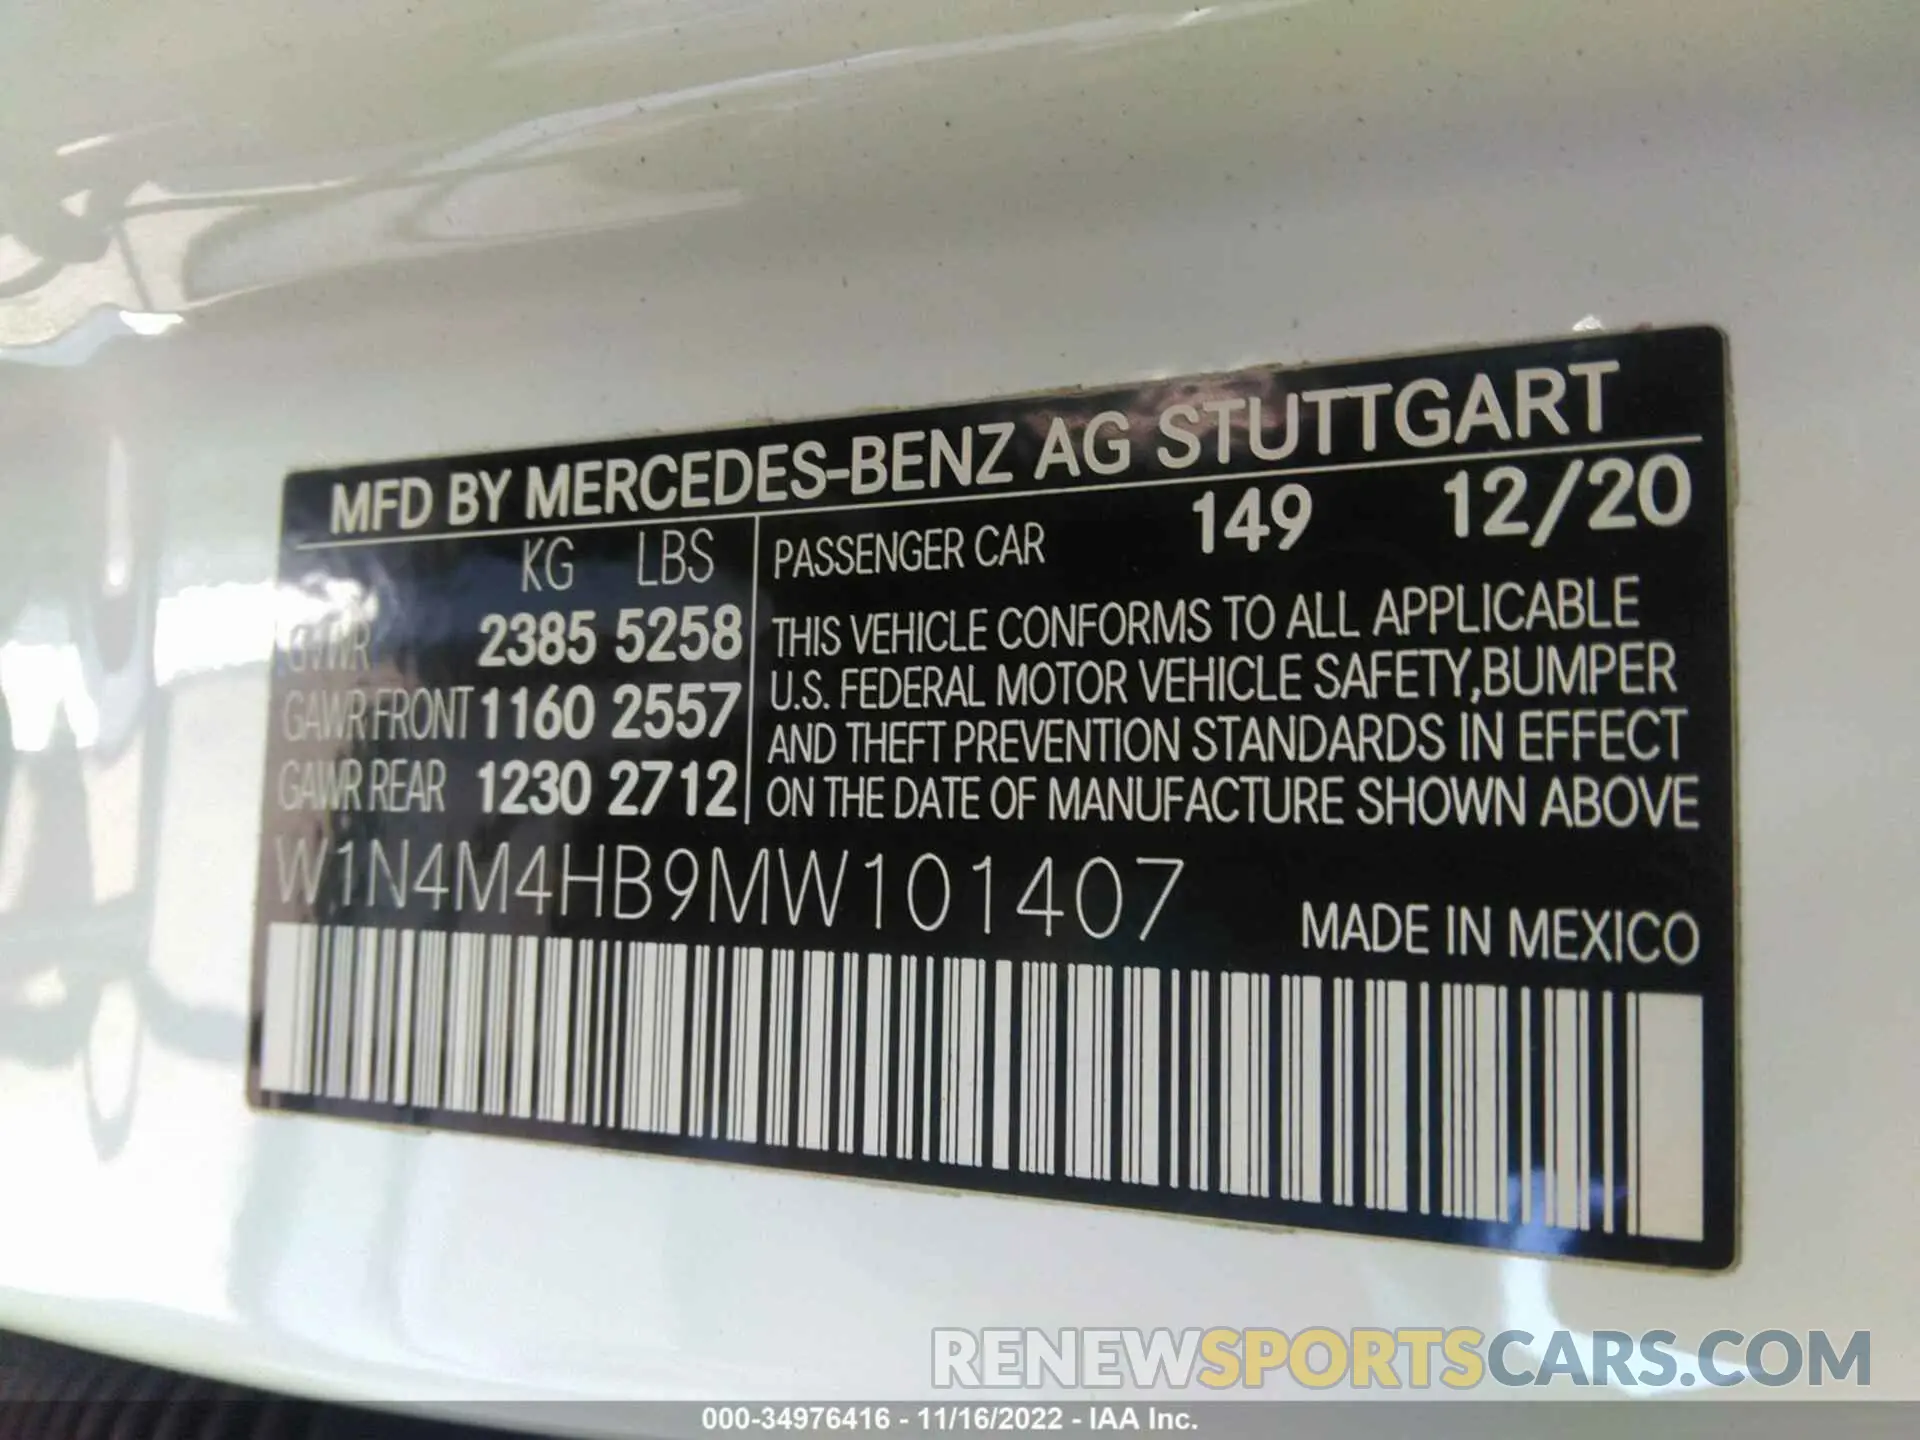 MFD BY MERCEDES-BENZ AG STUTTGART
KG LBS
GVWR 2385 5258
GAWR FRONT 1160 2557
GAWR REAR 1230 2712
PASSENGER CAR 149 12/20
THIS VEHICLE CONFORMS TO ALL APPLICABLE
U.S. FEDERAL MOTOR VEHICLE SAFETY,BUMPER
AND THEFT PREVENTION STANDARDS IN EFFECT
ON THE DATE OF MANUFACTURE SHOWN ABOVE
W1N4M4HB9MW101407
MADE IN MEXICO
RENEWSPORTSCARS.COM
000-34976416 - 11/16/2022 - IAA Inc.